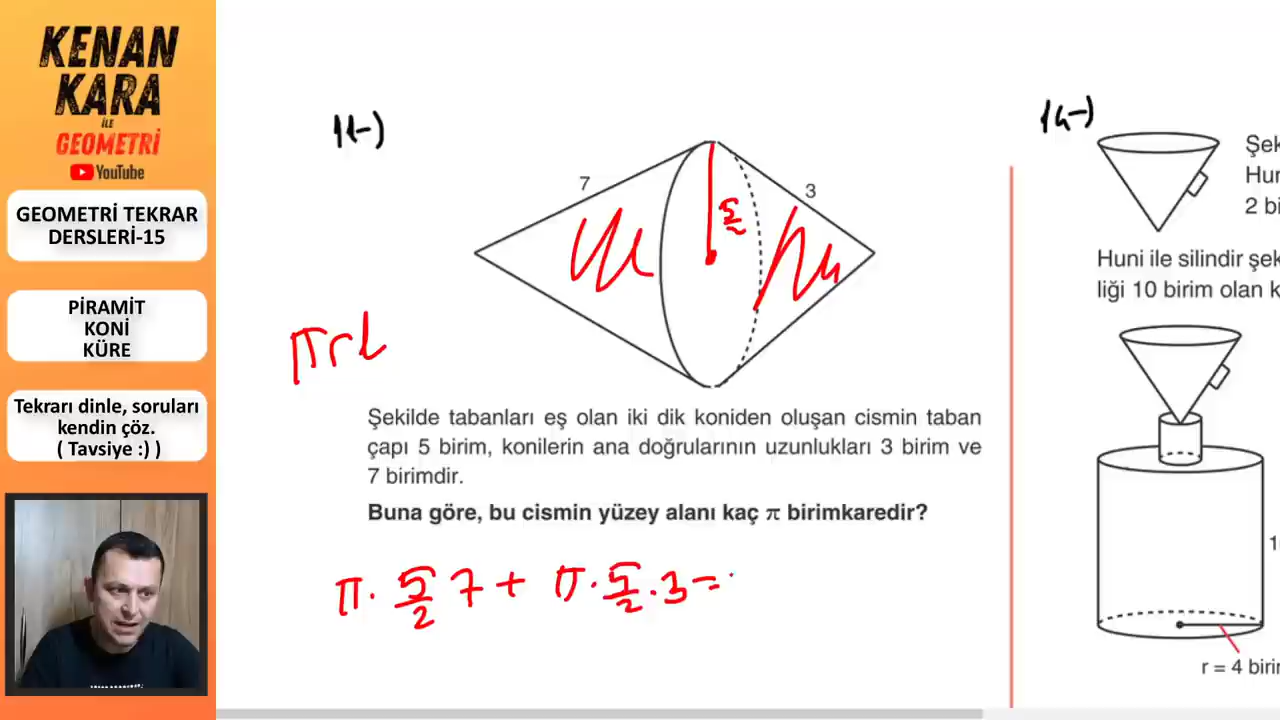 KENAN
KARA
İLE
GEOMETRİ
YouTube
GEOMETRİ TEKRAR
DERSLERİ-15
PİRAMİT
KONİ
KÜRE
Tekrarı dinle, soruları
kendin çöz.
( Tavsiye :) )
7
3
5/2
πrl
Şekilde tabanları eş olan iki dik koniden oluşan cismin taban
çapı 5 birim, konilerin ana doğrularının uzunlukları 3 birim ve
7 birimdir.
Buna göre, bu cismin yüzey alanı kaç π birimkaredir?
π · 5/2 7 + π · 5/2 · 3 =
Şek
Hun
2 bi
Huni ile silindir şek
liği 10 birim olan k
1
r = 4 birim